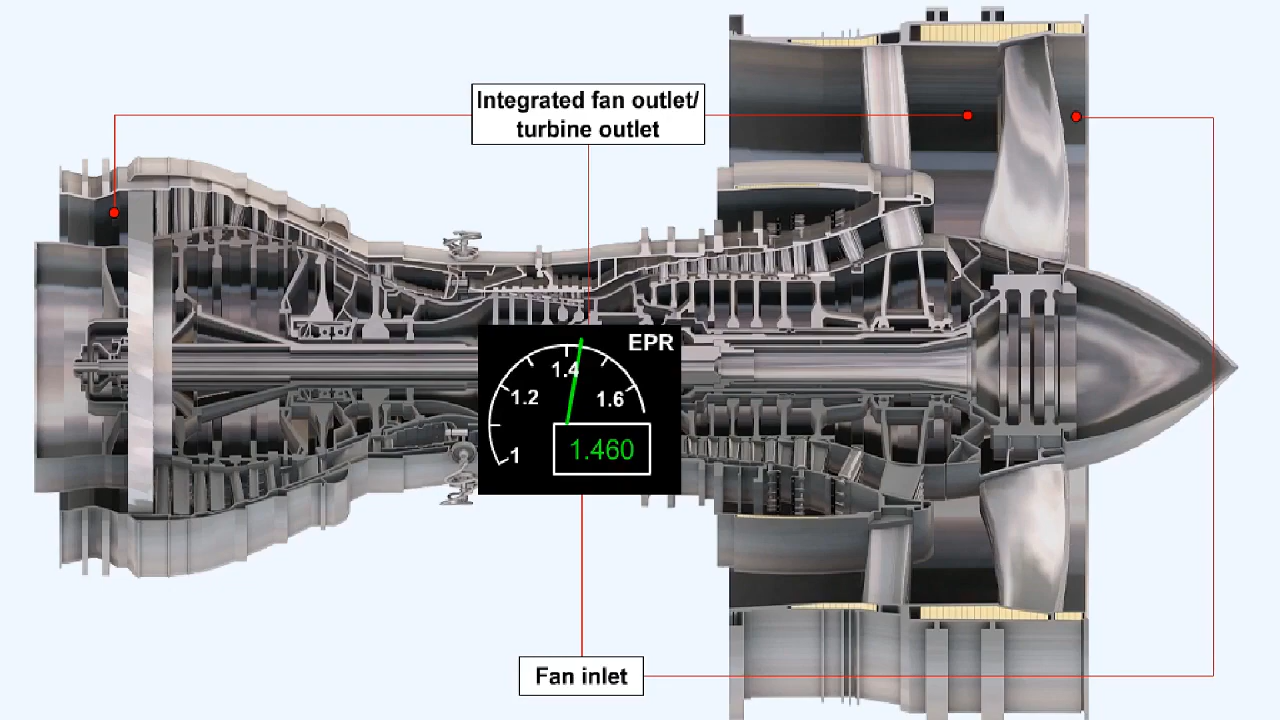 Integrated fan outlet/
turbine outlet
EPR
1.4
1.2
1.6
1
1.460
Fan inlet